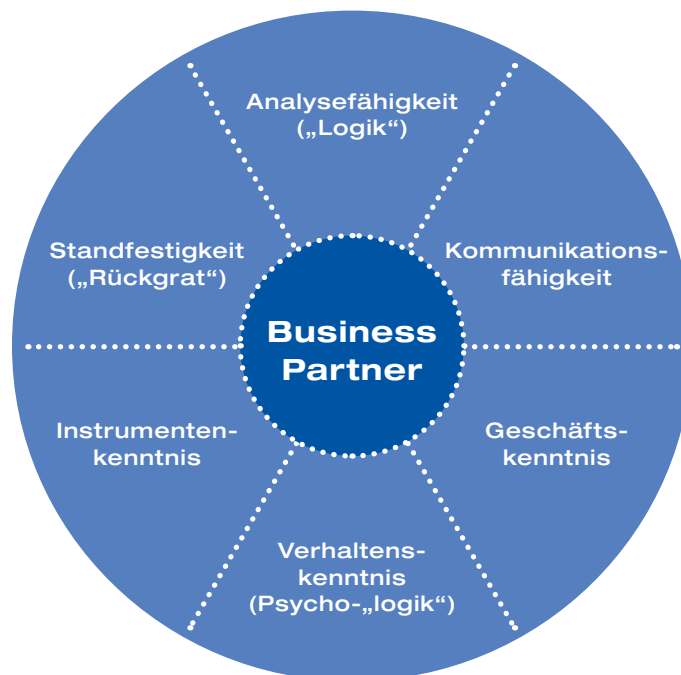 Analysefähigkeit
(„Logik“)
Kommunikations-
fähigkeit
Geschäfts-
kenntnis
Verhaltens-
kenntnis
(Psycho-„logik“)
Instrumenten-
kenntnis
Standfestigkeit
(„Rückgrat“)
Business
Partner